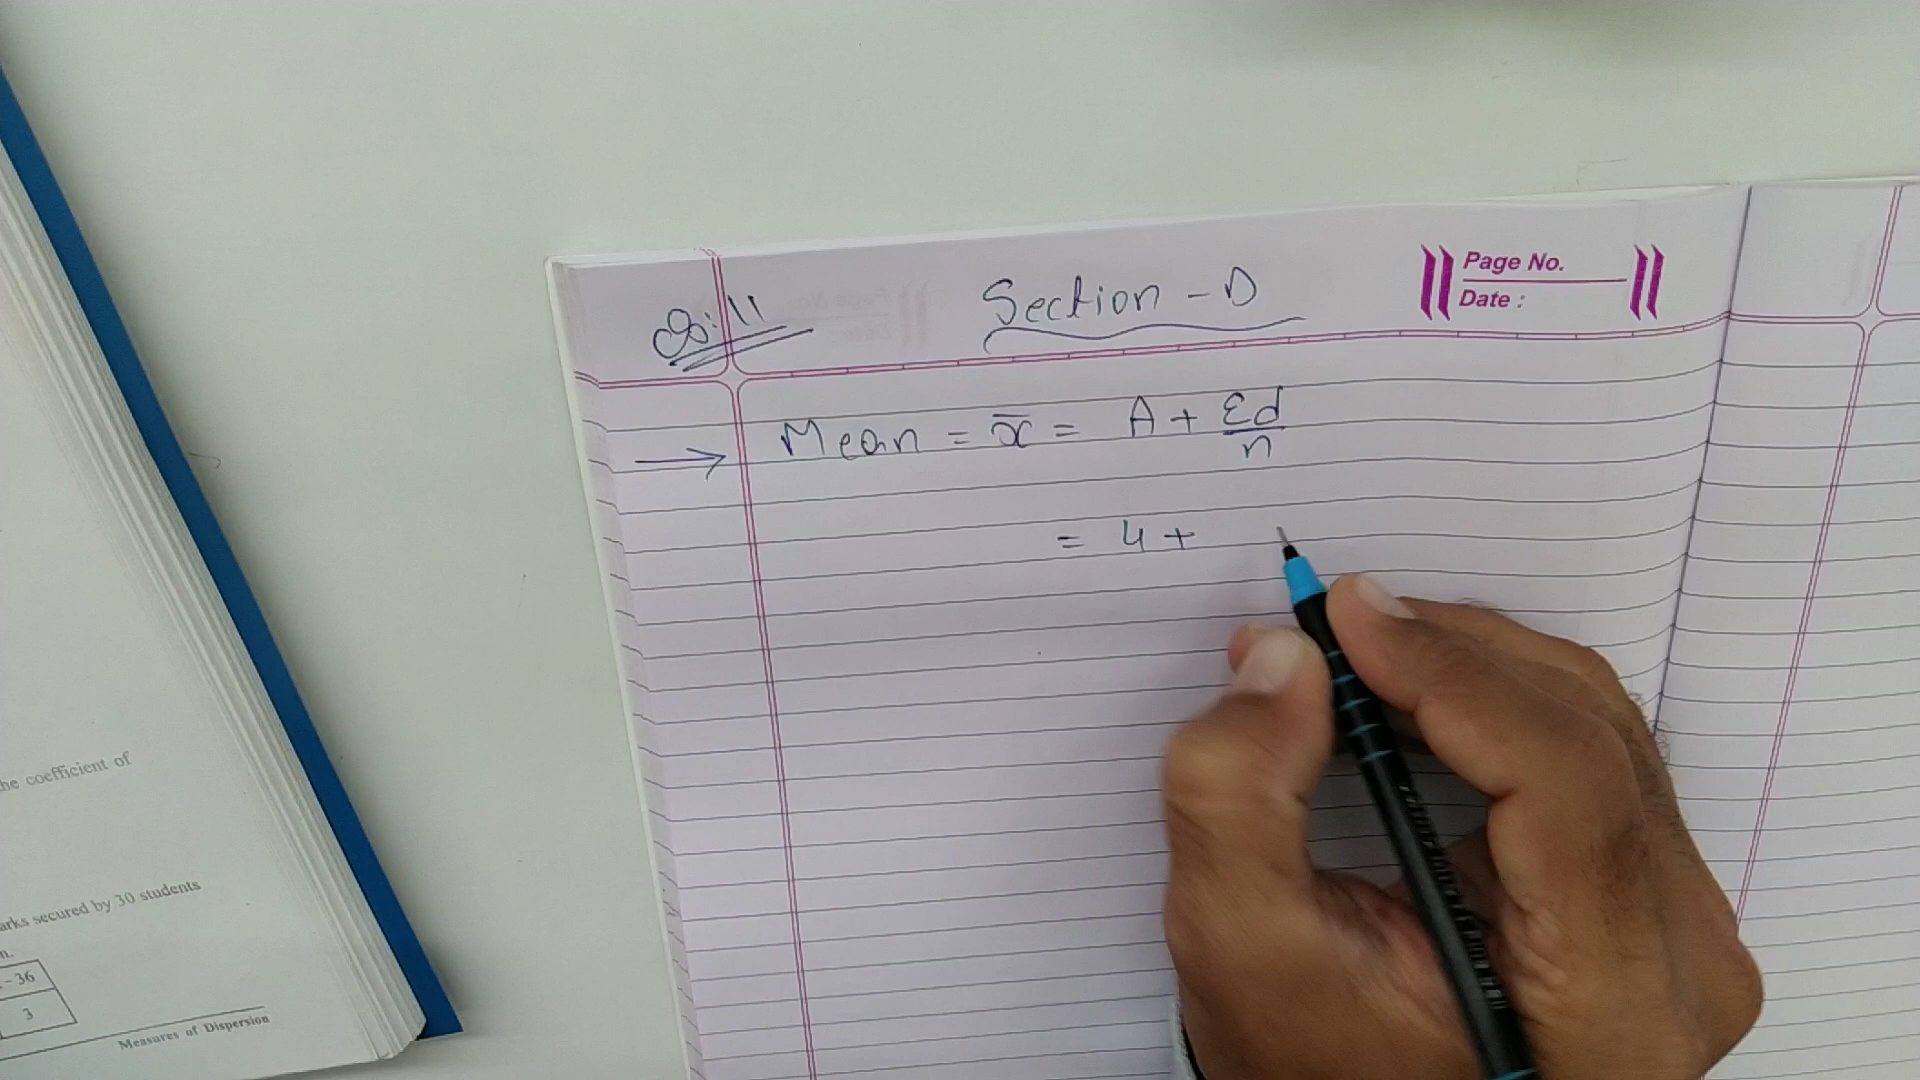 Q:11
Section - D
Page No.
Date :
Mean = x̄ = A + Σd/n
= 4 +
the coefficient of
arks secured by 30 students
n.
- 36
3
Measures of Dispersion